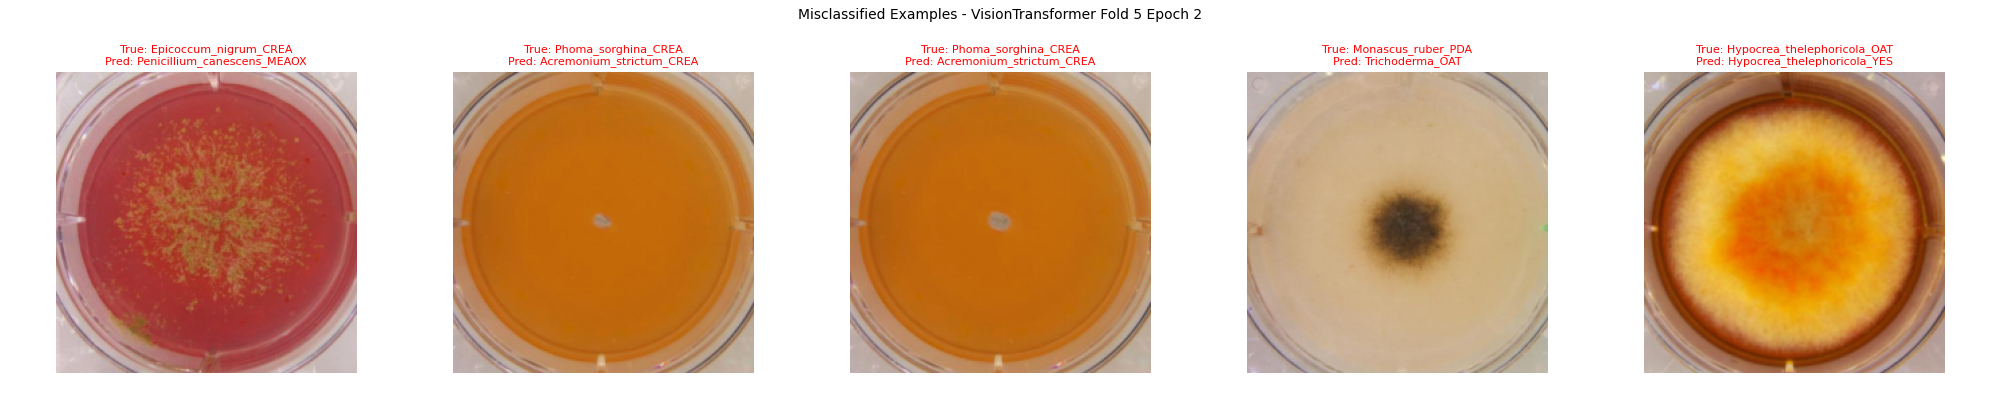 Misclassified Examples - VisionTransformer Fold 5 Epoch 2
True: Epicoccum_nigrum_CREA
Pred: Penicillium_canescens_MEAOX
True: Phoma_sorghina_CREA
Pred: Acremonium_strictum_CREA
True: Phoma_sorghina_CREA
Pred: Acremonium_strictum_CREA
True: Monascus_ruber_PDA
Pred: Trichoderma_OAT
True: Hypocrea_thelephoricola_OAT
Pred: Hypocrea_thelephoricola_YES